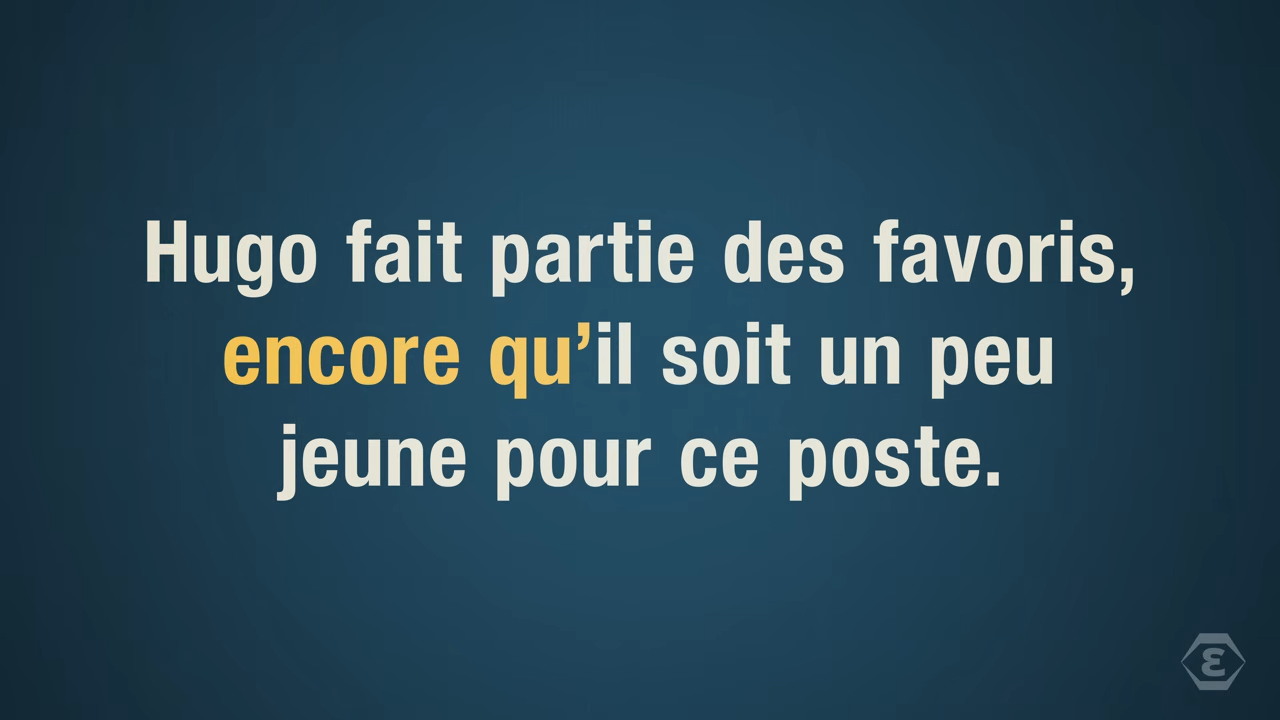 Hugo fait partie des favoris,
encore qu’il soit un peu
jeune pour ce poste.
ε